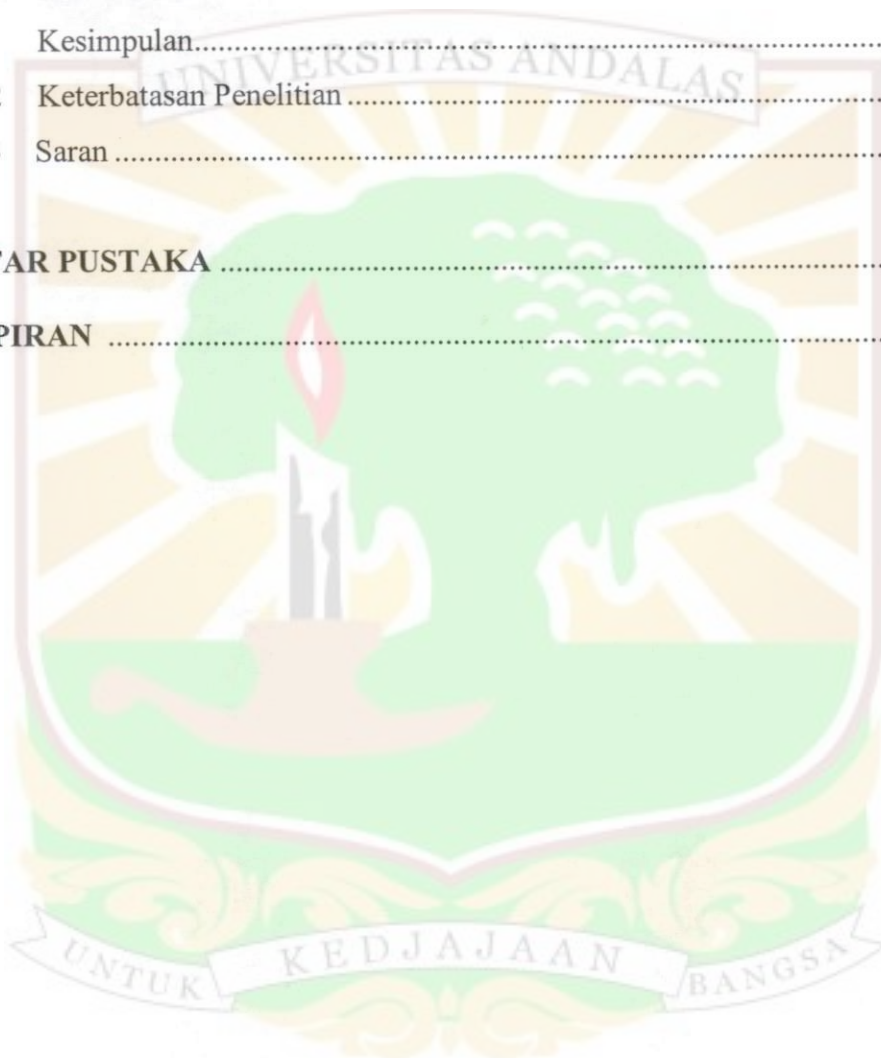 Kesimpulan..........................................................................................
Keterbatasan Penelitian..........................................................................
Saran....................................................................................................
AR PUSTAKA......................................................................................
PIRAN..................................................................................................
UNIVERSITAS ANDALAS
UNTUK KEDJAJAAN BANGSA